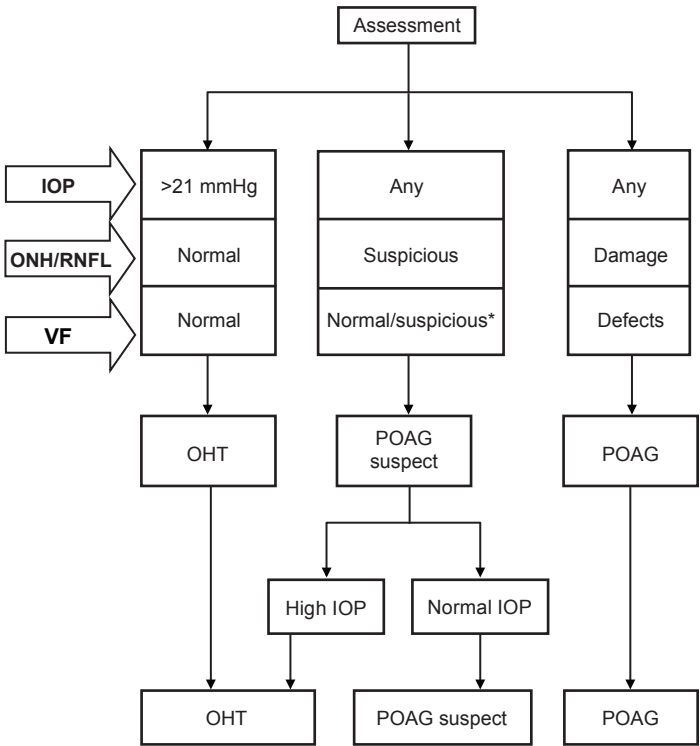 Assessment
IOP
>21 mmHg
Any
Any
ONH/RNFL
Normal
Suspicious
Damage
VF
Normal
Normal/suspicious*
Defects
OHT
POAG
suspect
POAG
High IOP
Normal IOP
OHT
POAG suspect
POAG